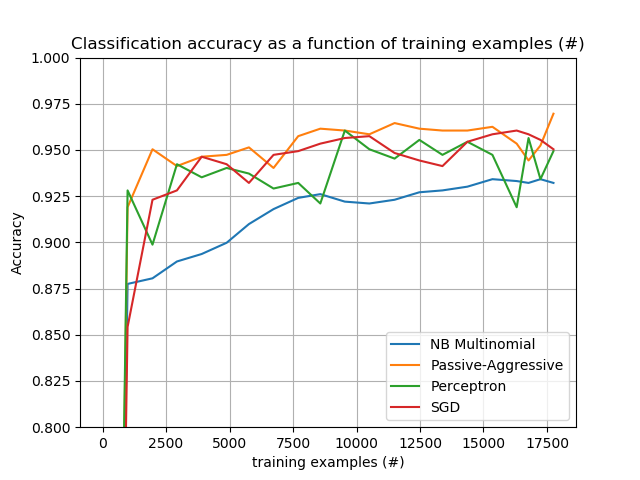 Classification accuracy as a function of training examples (#)
1.000
0.975
0.950
0.925
0.900
0.875
0.850
0.825
0.800
Accuracy
NB Multinomial
Passive-Aggressive
Perceptron
SGD
0 2500 5000 7500 10000 12500 15000 17500
training examples (#)